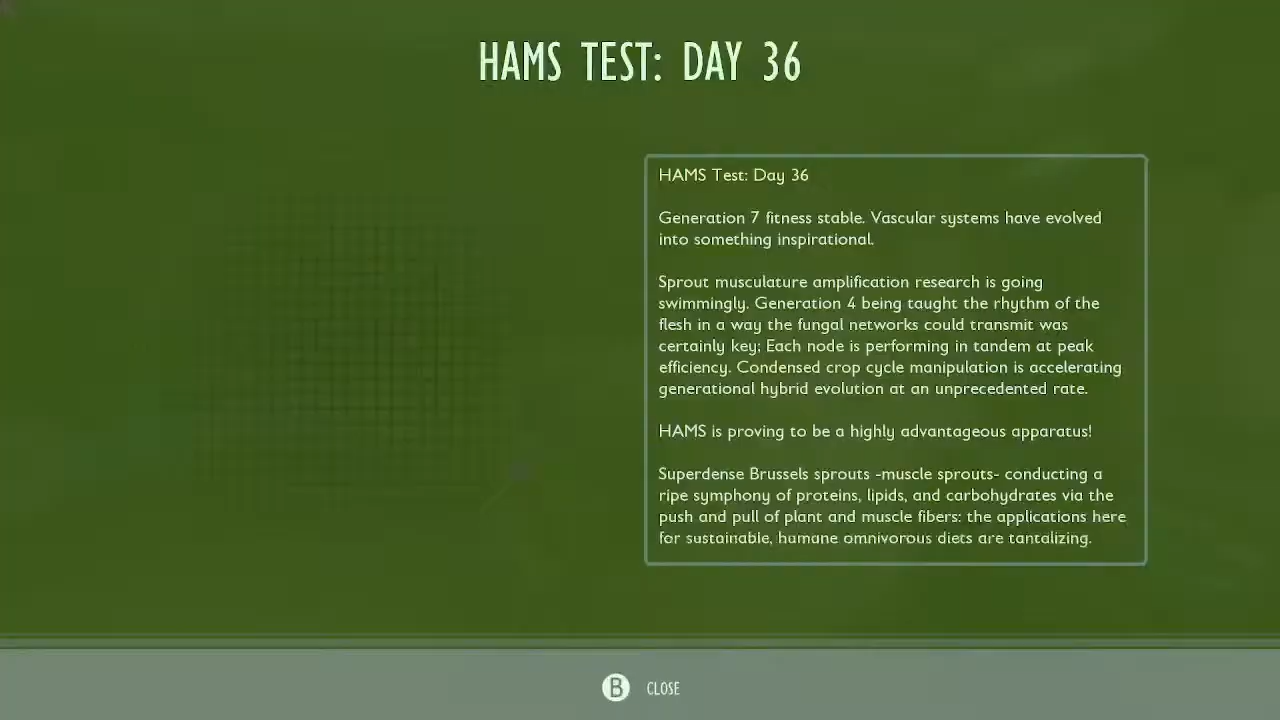 HAMS TEST: DAY 36
HAMS Test: Day 36
Generation 7 fitness stable. Vascular systems have evolved
into something inspirational.
Sprout musculature amplification research is going
swimmingly. Generation 4 being taught the rhythm of the
flesh in a way the fungal networks could transmit was
certainly key; Each node is performing in tandem at peak
efficiency. Condensed crop cycle manipulation is accelerating
generational hybrid evolution at an unprecedented rate.
HAMS is proving to be a highly advantageous apparatus!
Superdense Brussels sprouts -muscle sprouts- conducting a
ripe symphony of proteins, lipids, and carbohydrates via the
push and pull of plant and muscle fibers: the applications here
for sustainable, humane omnivorous diets are tantalizing.
B CLOSE